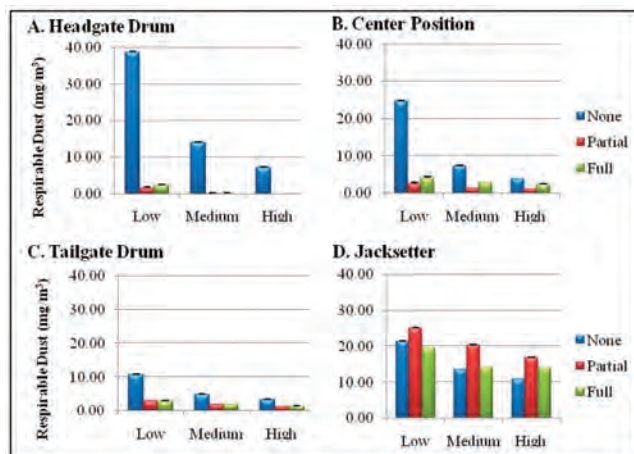 A. Headgate Drum
40.00
30.00
20.00
10.00
0.00
Respirable Dust (mg/m³)
Low Medium High
B. Center Position
40.00
30.00
20.00
10.00
0.00
Low Medium High
None
Partial
Full
C. Tailgate Drum
40.00
30.00
20.00
10.00
0.00
Respirable Dust (mg/m³)
Low Medium High
D. Jacksetter
40.00
30.00
20.00
10.00
0.00
Low Medium High
None
Partial
Full